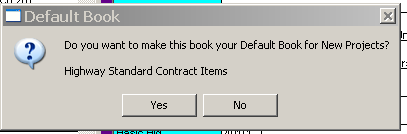 Default Book
Do you want to make this book your Default Book for New Projects?
Highway Standard Contract Items
Yes
No